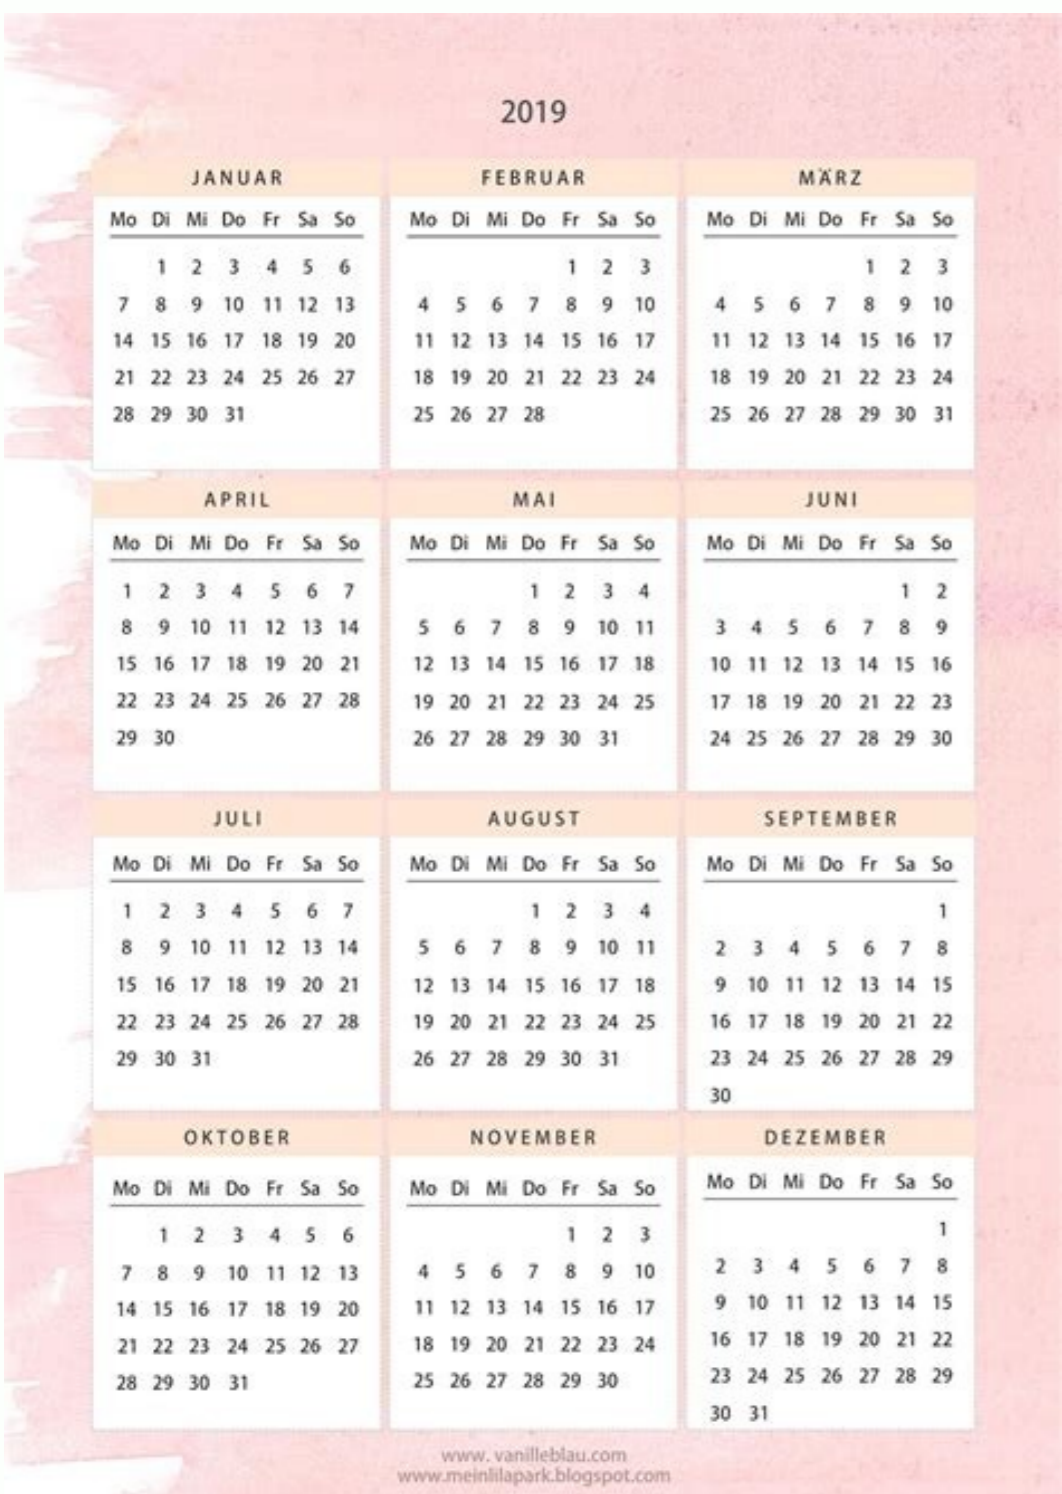 2019
JANUAR
Mo Di Mi Do Fr Sa So
1 2 3 4 5 6
7 8 9 10 11 12 13
14 15 16 17 18 19 20
21 22 23 24 25 26 27
28 29 30 31
FEBRUAR
Mo Di Mi Do Fr Sa So
1 2 3
4 5 6 7 8 9 10
11 12 13 14 15 16 17
18 19 20 21 22 23 24
25 26 27 28
MÄRZ
Mo Di Mi Do Fr Sa So
1 2 3
4 5 6 7 8 9 10
11 12 13 14 15 16 17
18 19 20 21 22 23 24
25 26 27 28 29 30 31
APRIL
Mo Di Mi Do Fr Sa So
1 2 3 4 5 6 7
8 9 10 11 12 13 14
15 16 17 18 19 20 21
22 23 24 25 26 27 28
29 30
MAI
Mo Di Mi Do Fr Sa So
1 2 3 4
5 6 7 8 9 10 11
12 13 14 15 16 17 18
19 20 21 22 23 24 25
26 27 28 29 30 31
JUNI
Mo Di Mi Do Fr Sa So
1 2
3 4 5 6 7 8 9
10 11 12 13 14 15 16
17 18 19 20 21 22 23
24 25 26 27 28 29 30
JULI
Mo Di Mi Do Fr Sa So
1 2 3 4 5 6 7
8 9 10 11 12 13 14
15 16 17 18 19 20 21
22 23 24 25 26 27 28
29 30 31
AUGUST
Mo Di Mi Do Fr Sa So
1 2 3 4
5 6 7 8 9 10 11
12 13 14 15 16 17 18
19 20 21 22 23 24 25
26 27 28 29 30 31
SEPTEMBER
Mo Di Mi Do Fr Sa So
1
2 3 4 5 6 7 8
9 10 11 12 13 14 15
16 17 18 19 20 21 22
23 24 25 26 27 28 29
30
OKTOBER
Mo Di Mi Do Fr Sa So
1 2 3 4 5 6
7 8 9 10 11 12 13
14 15 16 17 18 19 20
21 22 23 24 25 26 27
28 29 30 31
NOVEMBER
Mo Di Mi Do Fr Sa So
1 2 3
4 5 6 7 8 9 10
11 12 13 14 15 16 17
18 19 20 21 22 23 24
25 26 27 28 29 30
DEZEMBER
Mo Di Mi Do Fr Sa So
1
2 3 4 5 6 7 8
9 10 11 12 13 14 15
16 17 18 19 20 21 22
23 24 25 26 27 28 29
30 31
www. vanilleblau.com
www.meinlilapark.blogspot.com